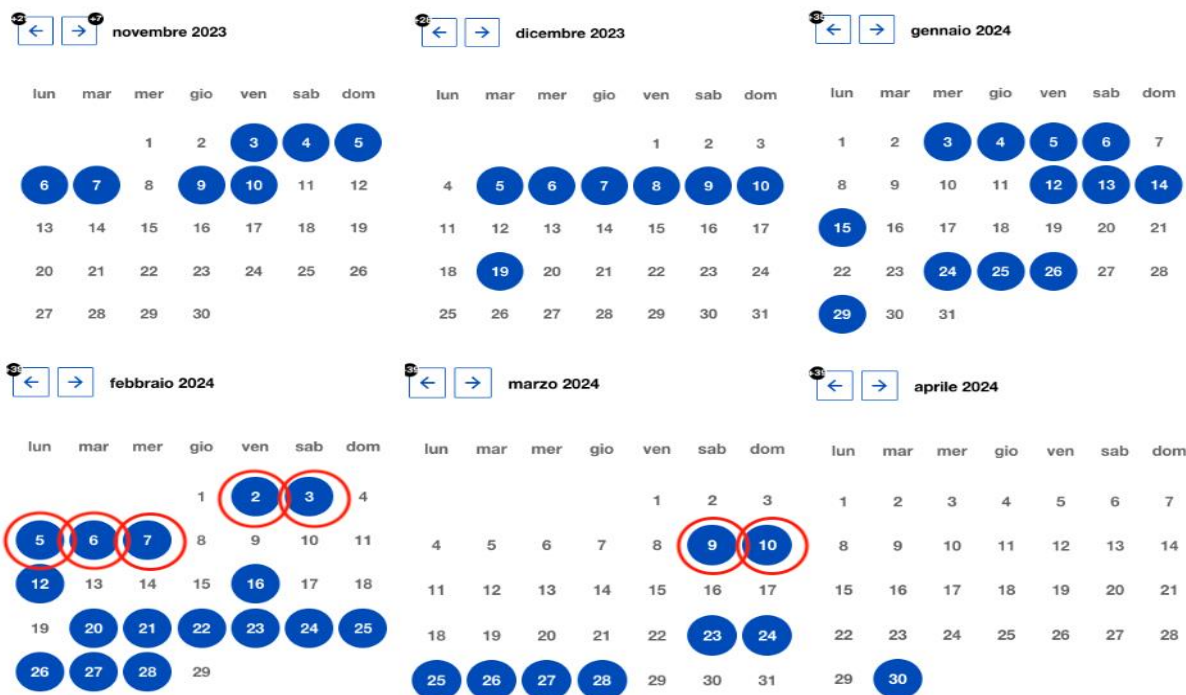 +21 ← → +7 novembre 2023
lun mar mer gio ven sab dom
1 2 3 4 5
6 7 8 9 10 11 12
13 14 15 16 17 18 19
20 21 22 23 24 25 26
27 28 29 30
+28 ← → dicembre 2023
lun mar mer gio ven sab dom
1 2 3
4 5 6 7 8 9 10
11 12 13 14 15 16 17
18 19 20 21 22 23 24
25 26 27 28 29 30 31
← → gennaio 2024
lun mar mer gio ven sab dom
1 2 3 4 5 6 7
8 9 10 11 12 13 14
15 16 17 18 19 20 21
22 23 24 25 26 27 28
29 30 31
← → febbraio 2024
lun mar mer gio ven sab dom
1 2 3 4
5 6 7 8 9 10 11
12 13 14 15 16 17 18
19 20 21 22 23 24 25
26 27 28 29
← → marzo 2024
lun mar mer gio ven sab dom
1 2 3
4 5 6 7 8 9 10
11 12 13 14 15 16 17
18 19 20 21 22 23 24
25 26 27 28 29 30 31
← → aprile 2024
lun mar mer gio ven sab dom
1 2 3 4 5 6 7
8 9 10 11 12 13 14
15 16 17 18 19 20 21
22 23 24 25 26 27 28
29 30